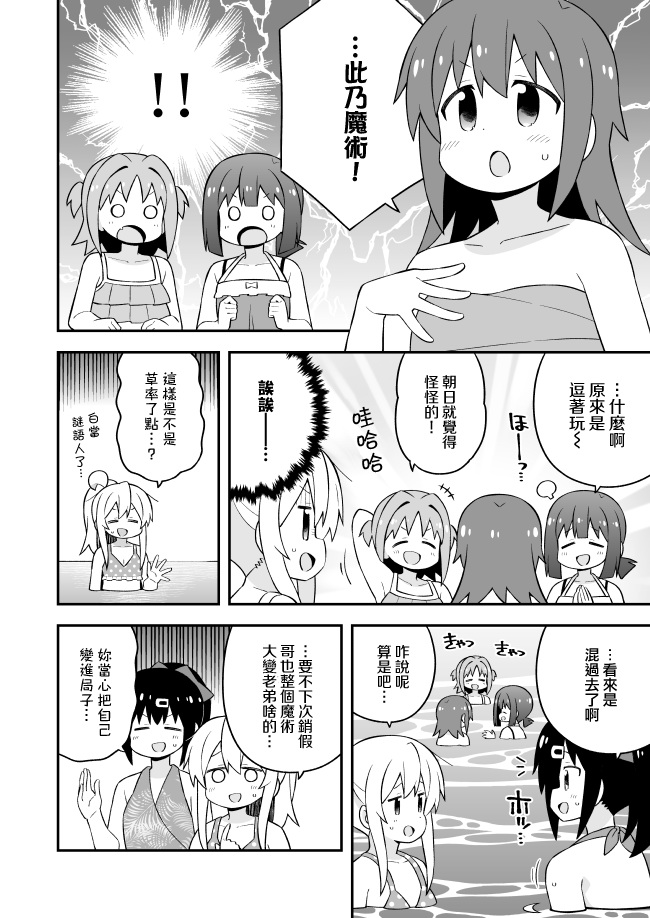 …此乃魔術！
！！
…什麼啊
原來是
逗著玩～
ほーっ…
朝日就覺得
怪怪的！
哇哈哈
誒誒
———…
這樣是不是
草率了點…？
白當
謎語人了…
…看來是
混過去了啊
きゃっ
きゃっ
咋說呢
算是吧…
ホッ…
…要不下次銷假
哥也整個魔術
大變老弟啥的…
妳當心把自己
變進局子…